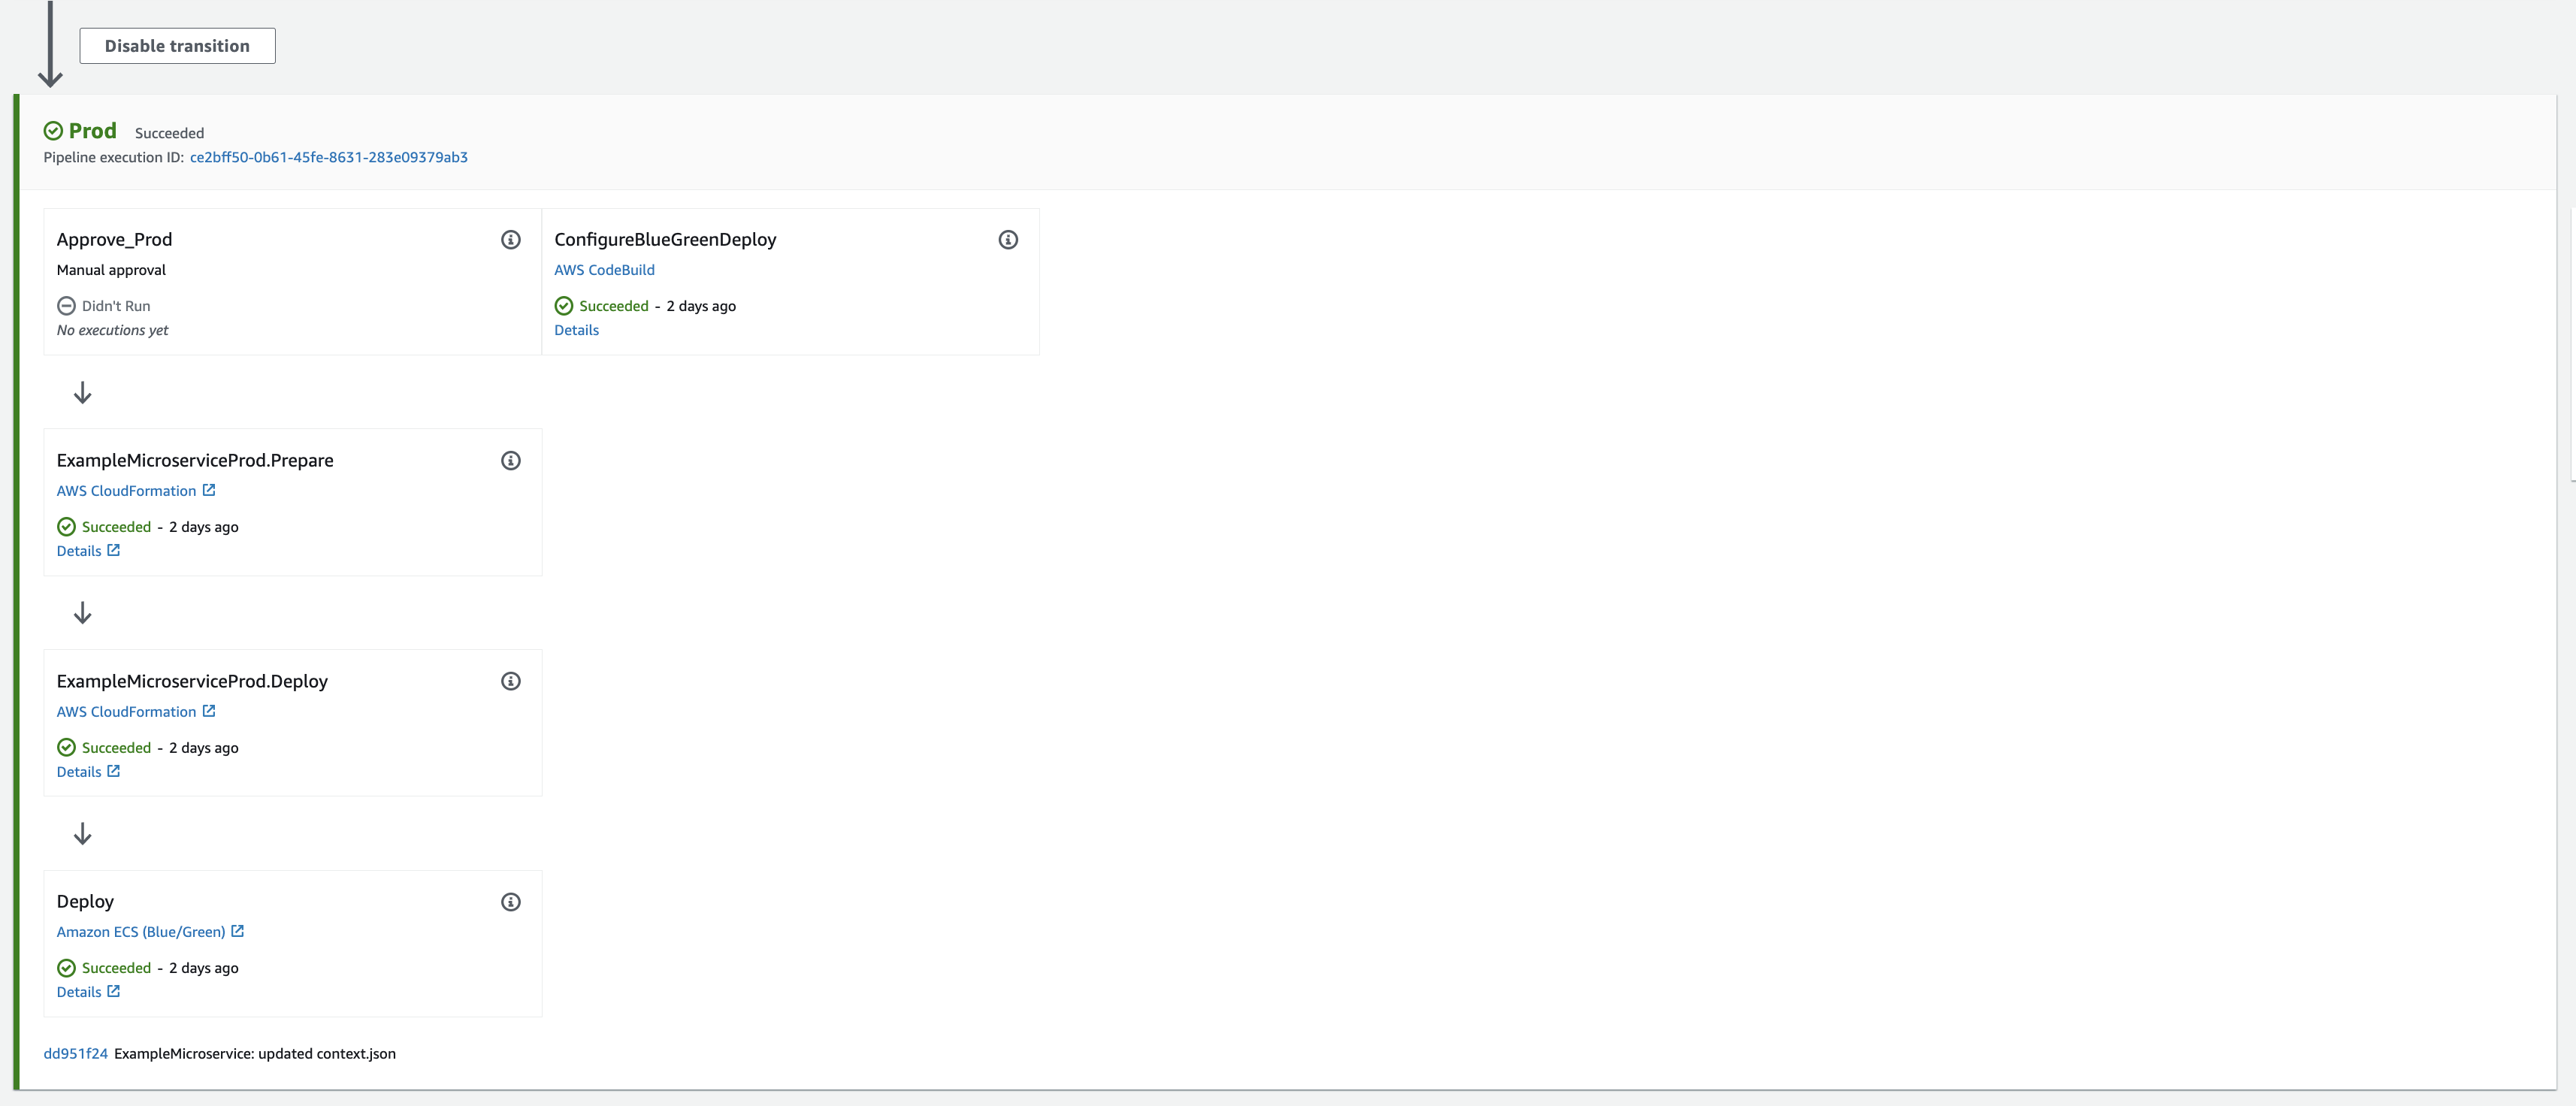 Disable transition
Prod Succeeded
Pipeline execution ID: ce2bff50-0b61-45fe-8631-283e09379ab3
Approve_Prod
Manual approval
Didn't Run
No executions yet
ConfigureBlueGreenDeploy
AWS CodeBuild
Succeeded - 2 days ago
Details
ExampleMicroserviceProd.Prepare
AWS CloudFormation
Succeeded - 2 days ago
Details
ExampleMicroserviceProd.Deploy
AWS CloudFormation
Succeeded - 2 days ago
Details
Deploy
Amazon ECS (Blue/Green)
Succeeded - 2 days ago
Details
dd951f24 ExampleMicroservice: updated context.json